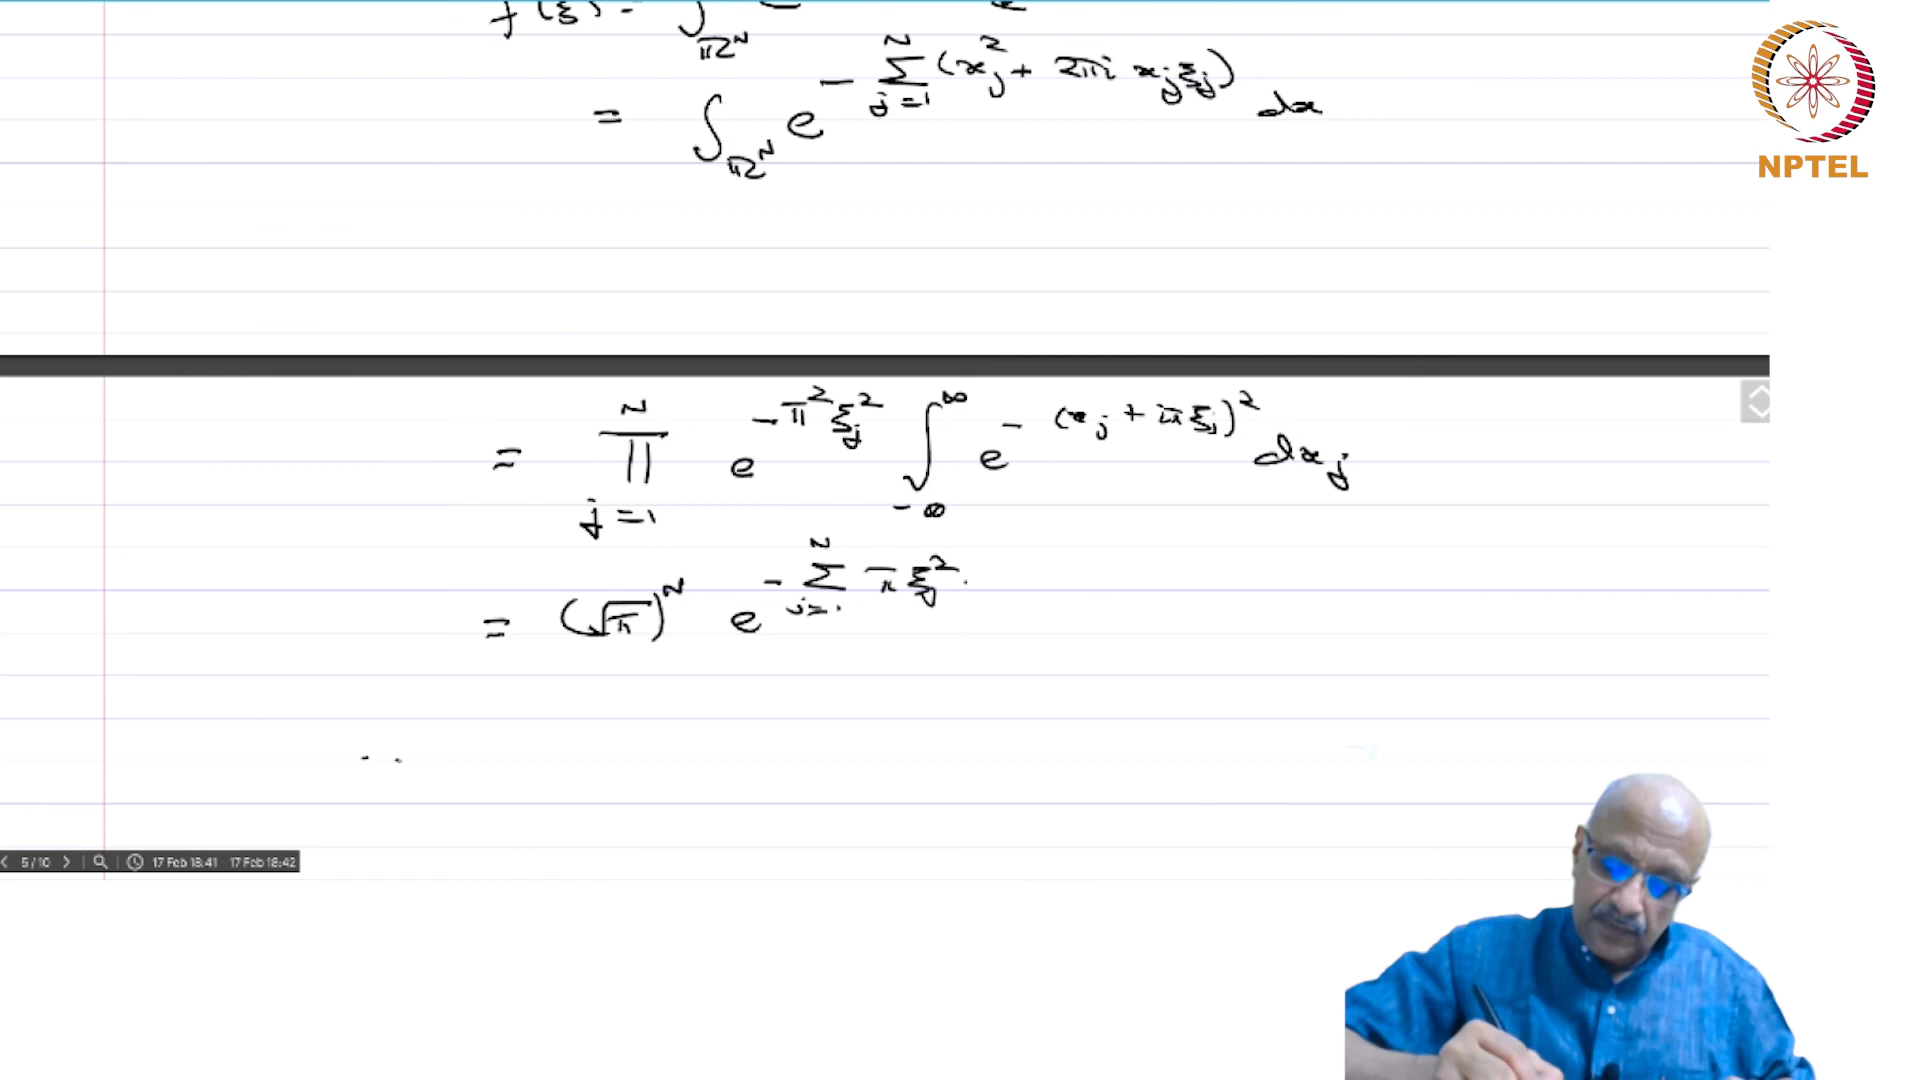 f̂(ξ) = ∫_{ℝ^N}
= ∫_{ℝ^N} e^{-∑_{j=1}^{N} (x_j^2 + 2πi x_j ξ_j)} dx
NPTEL
= ∏_{j=1}^{N} e^{-π^2 ξ_j^2} ∫_{-∞}^{∞} e^{-(x_j + iπ ξ_j)^2} dx_j
= (√π)^N e^{-∑_{j=1}^{N} π ξ_j^2}
5/10 17 Feb 18:41 17 Feb 18:42